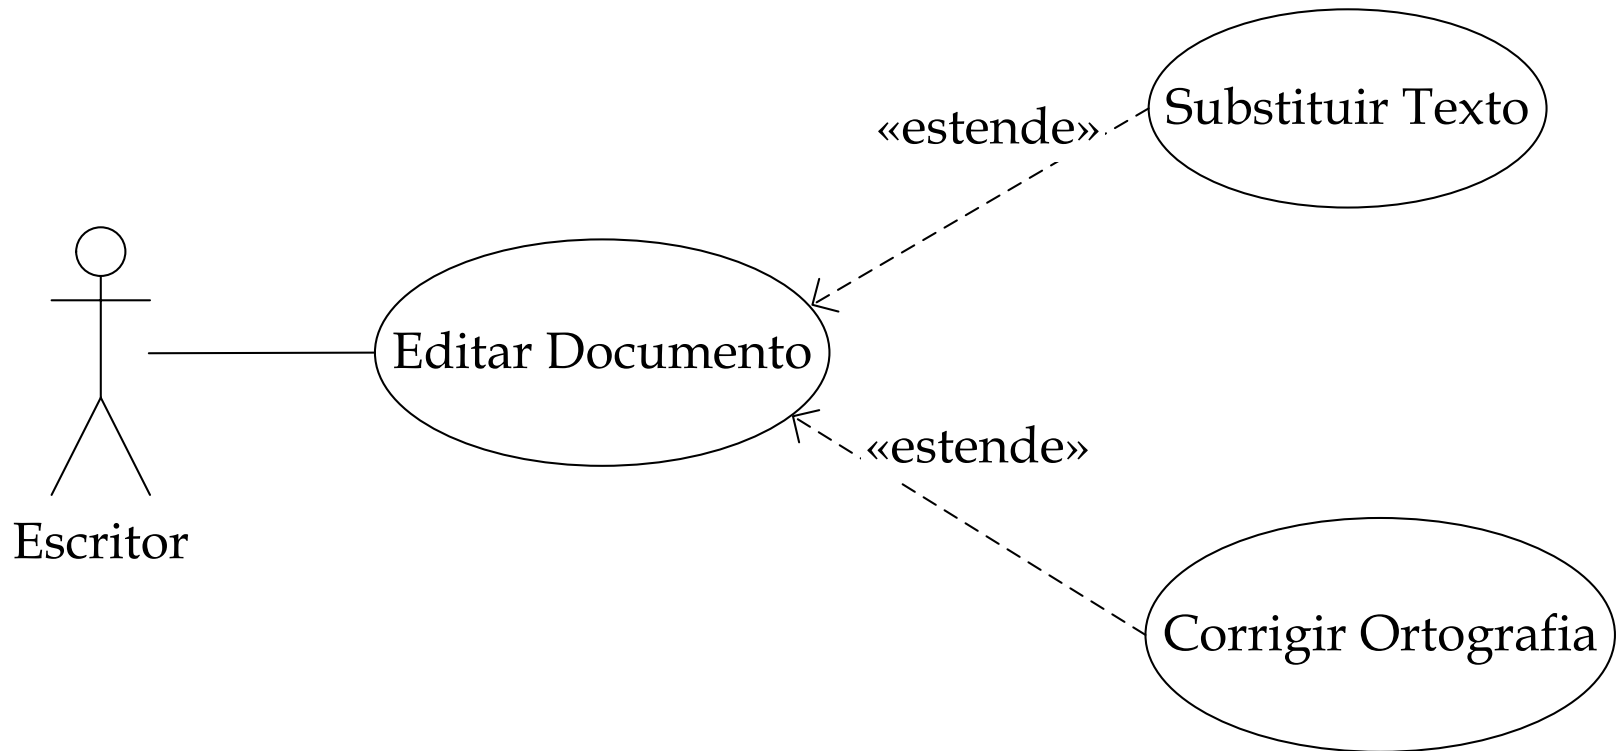 Substituir Texto
«estende»
Editar Documento
«estende»
Escritor
Corrigir Ortografia